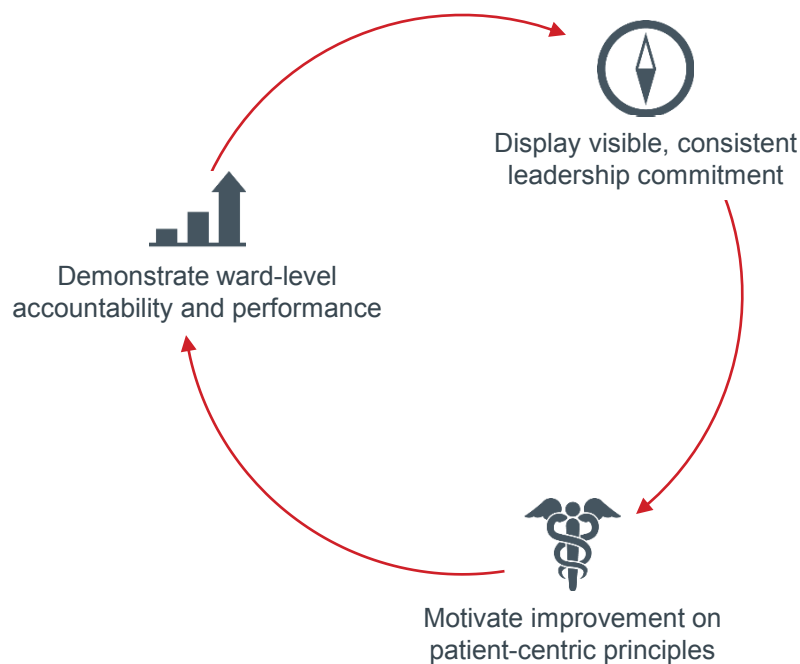 Display visible, consistent
leadership commitment
Demonstrate ward-level
accountability and performance
Motivate improvement on
patient-centric principles